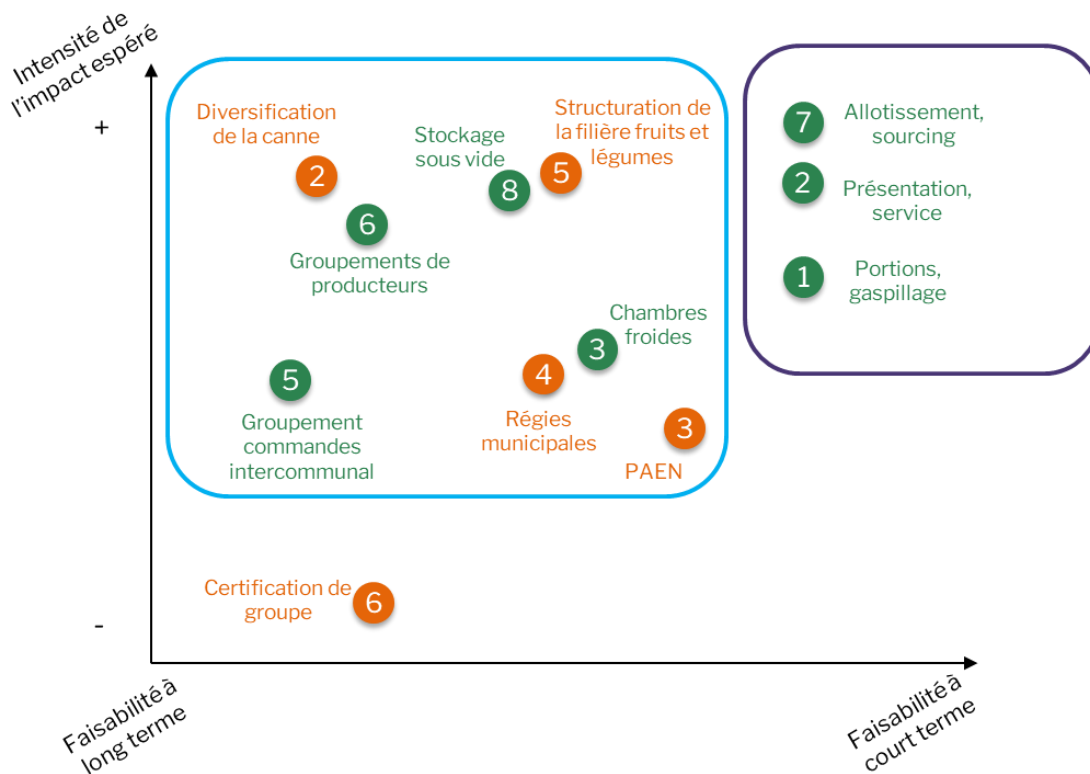 Intensité de
l'impact espéré
+
Diversification
de la canne
2
Stockage
sous vide
8
Structuration de
la filière fruits et
légumes
5
6
Groupements de
producteurs
7
Allotissement,
sourcing
2
Présentation,
service
1
Portions,
gaspillage
Chambres
froides
3
5
Groupement
commandes
intercommunal
4
Régies
municipales
3
PAEN
Certification de
groupe
6
-
Faisabilité à
long terme
Faisabilité à
court terme